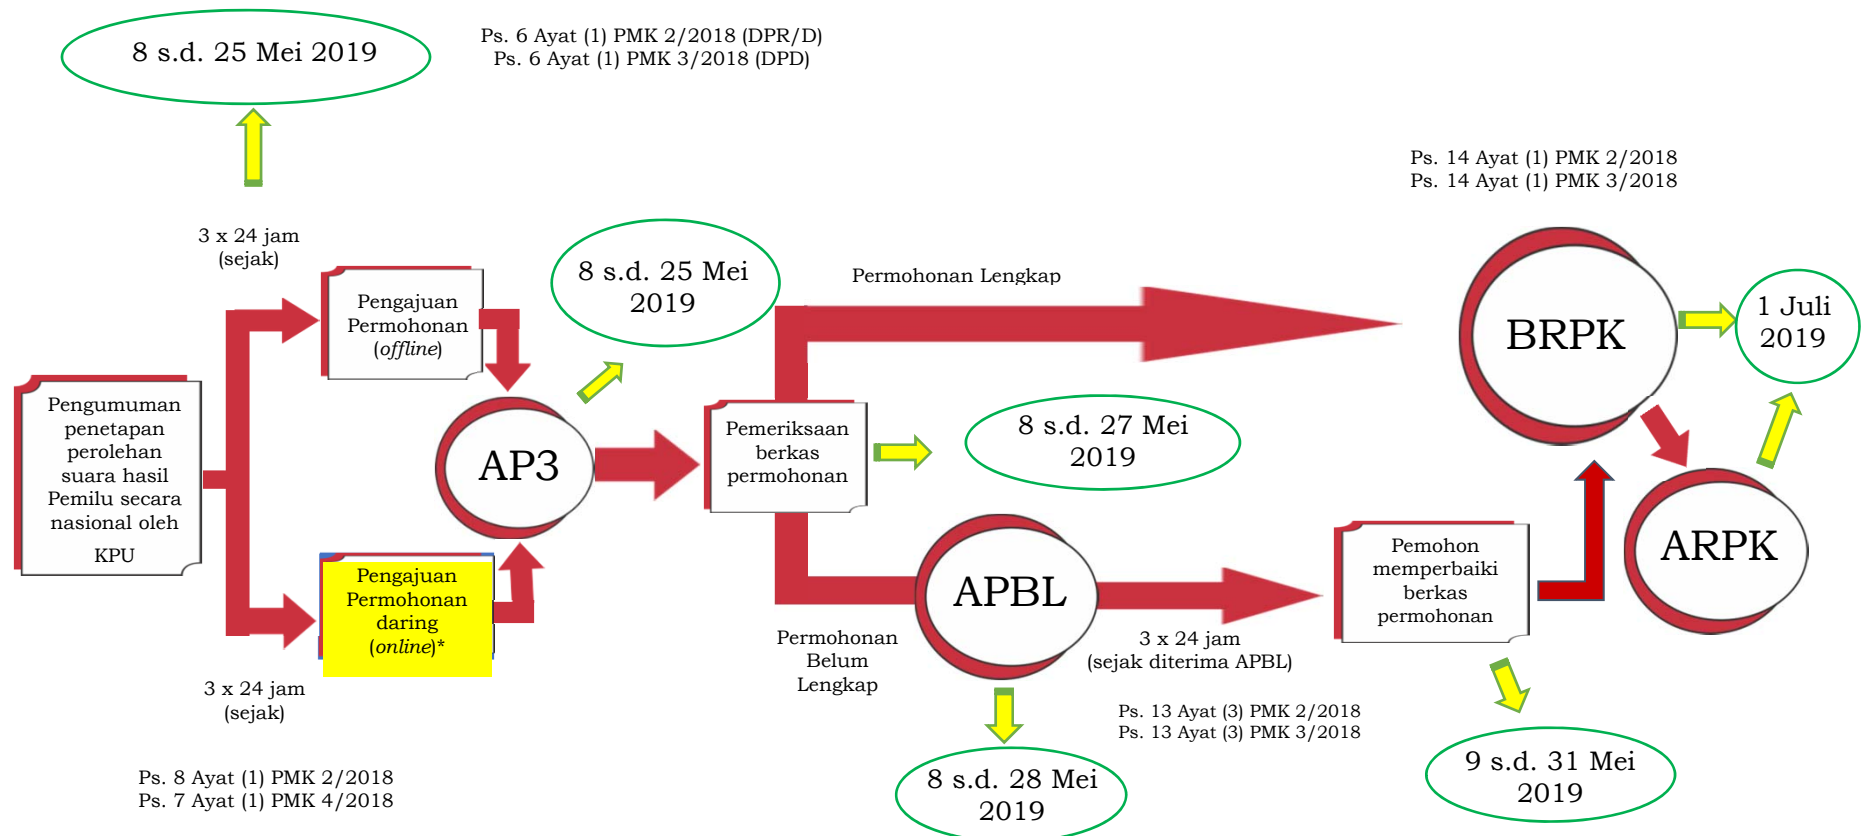 8 s.d. 25 Mei 2019
Ps. 6 Ayat (1) PMK 2/2018 (DPR/D)
Ps. 6 Ayat (1) PMK 3/2018 (DPD)
Ps. 14 Ayat (1) PMK 2/2018
Ps. 14 Ayat (1) PMK 3/2018
3 x 24 jam
(sejak)
Pengajuan
Permohonan
(offline)
8 s.d. 25 Mei
2019
Permohonan Lengkap
BRPK
1 Juli
2019
Pengumuman
penetapan
perolehan
suara hasil
Pemilu secara
nasional oleh
KPU
AP3
Pemeriksaan
berkas
permohonan
8 s.d. 27 Mei
2019
Pengajuan
Permohonan
daring
(online)*
APBL
Pemohon
memperbaiki
berkas
permohonan
ARPK
Permohonan
Belum
Lengkap
3 x 24 jam
(sejak diterima APBL)
3 x 24 jam
(sejak)
Ps. 13 Ayat (3) PMK 2/2018
Ps. 13 Ayat (3) PMK 3/2018
Ps. 8 Ayat (1) PMK 2/2018
Ps. 7 Ayat (1) PMK 4/2018
8 s.d. 28 Mei
2019
9 s.d. 31 Mei
2019